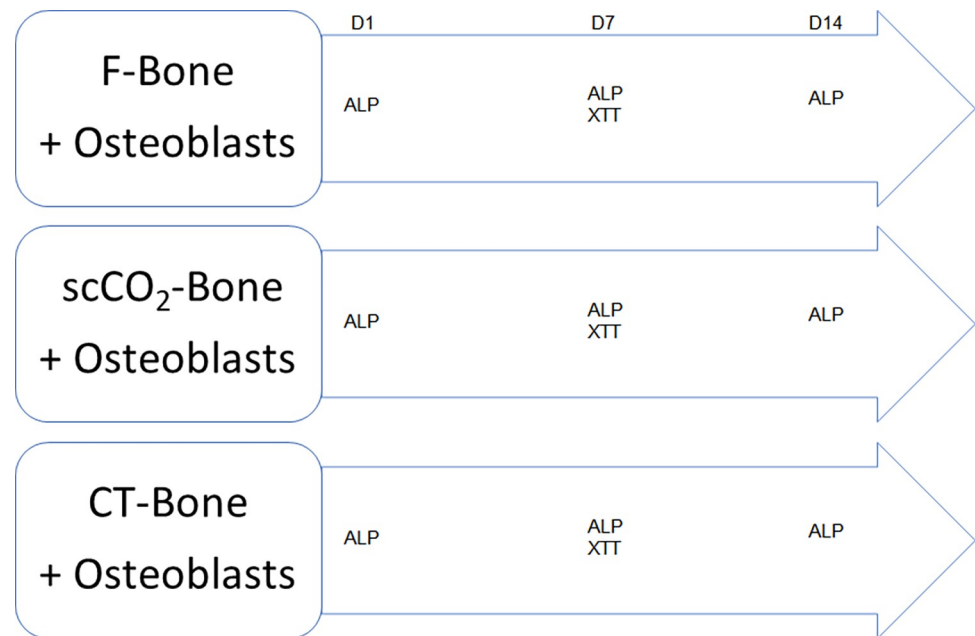 D1 D7 D14
F-Bone
+ Osteoblasts
ALP
ALP
XTT
ALP
scCO₂-Bone
+ Osteoblasts
ALP
ALP
XTT
ALP
CT-Bone
+ Osteoblasts
ALP
ALP
XTT
ALP